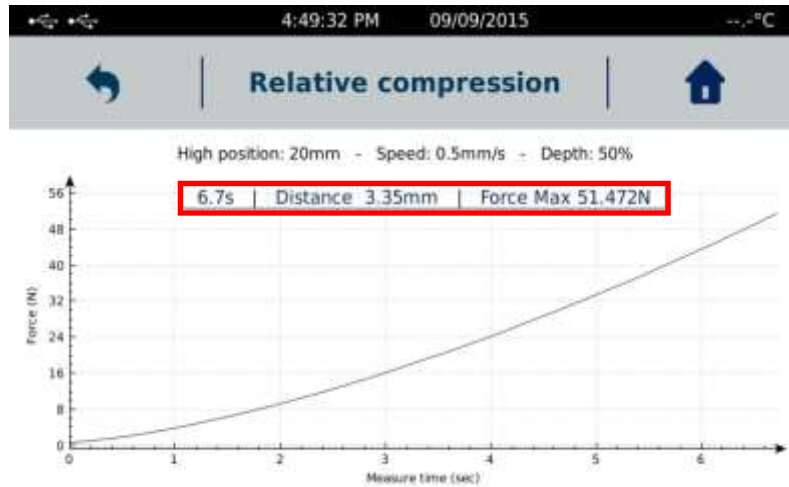 4:49:32 PM 09/09/2015 --,-°C
Relative compression
High position: 20mm - Speed: 0.5mm/s - Depth: 50%
6.7s | Distance 3.35mm | Force Max 51.472N
56
48
40
32
24
16
8
0
Force (N)
0 1 2 3 4 5 6
Measure time (sec)